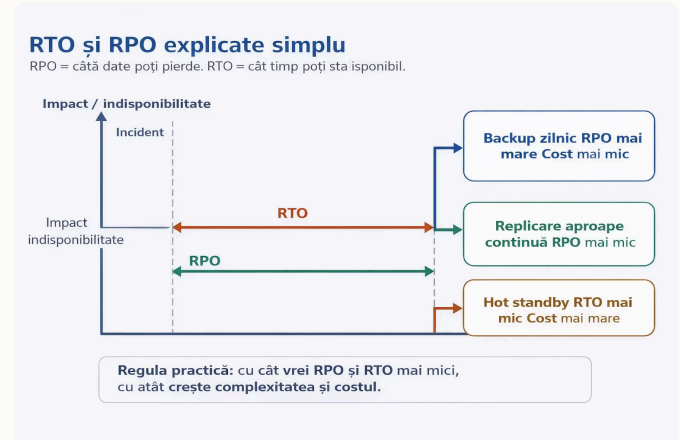 RTO și RPO explicate simplu
RPO = câtă date poți pierde. RTO = cât timp poți sta isponibil.
Impact / indisponibilitate
Incident
Backup zilnic RPO mai
mare Cost mai mic
RTO
Impact
indisponibilitate
Replicare aproape
continuă RPO mai mic
RPO
Hot standby RTO mai
mic Cost mai mare
Regula practică: cu cât vrei RPO și RTO mai mici,
cu atât crește complexitatea și costul.